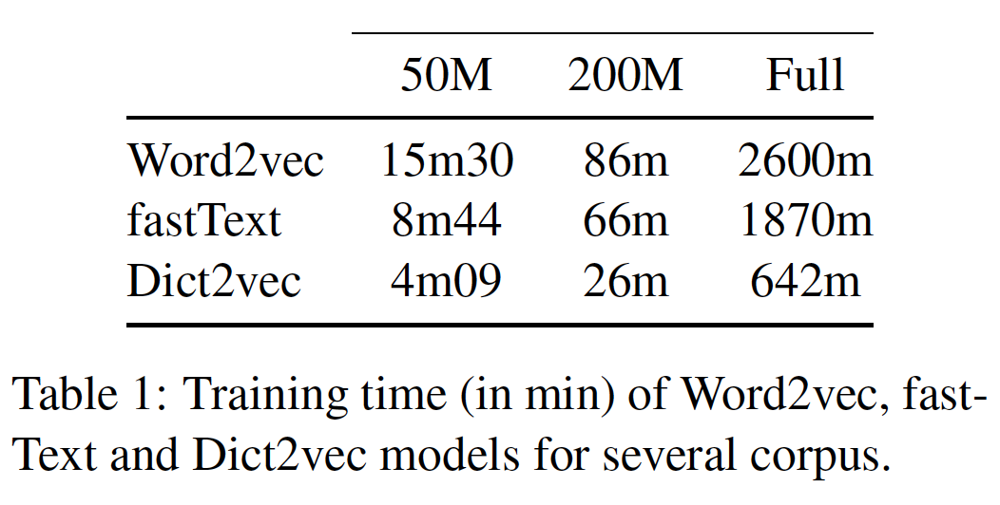 50M 200M Full
Word2vec 15m30 86m 2600m
fastText 8m44 66m 1870m
Dict2vec 4m09 26m 642m
Table 1: Training time (in min) of Word2vec, fast-
Text and Dict2vec models for several corpus.